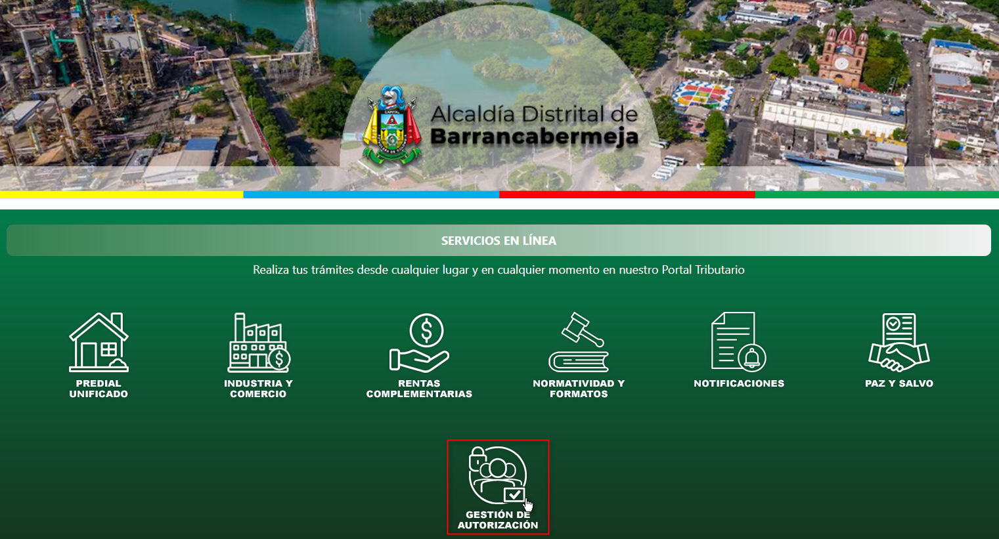 CAPITAL
Alcaldía Distrital de
Barrancabermeja
SERVICIOS EN LÍNEA
Realiza tus trámites desde cualquier lugar y en cualquier momento en nuestro Portal Tributario
PREDIAL
UNIFICADO
INDUSTRIA Y
COMERCIO
RENTAS
COMPLEMENTARIAS
NORMATIVIDAD Y
FORMATOS
NOTIFICACIONES
PAZ Y SALVO
GESTIÓN DE
AUTORIZACIÓN